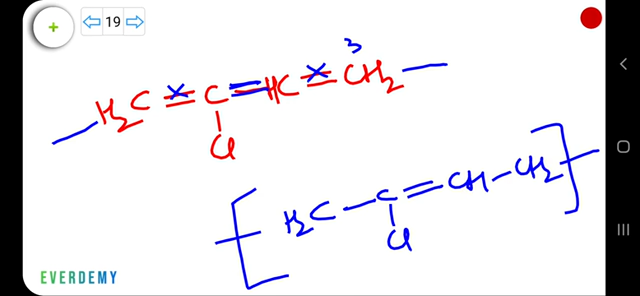 19
3
H₂C = C = HC = CH₂ —
Cl
[ H₂C — C = CH — CH₂ ]
Cl
EVERDEMY